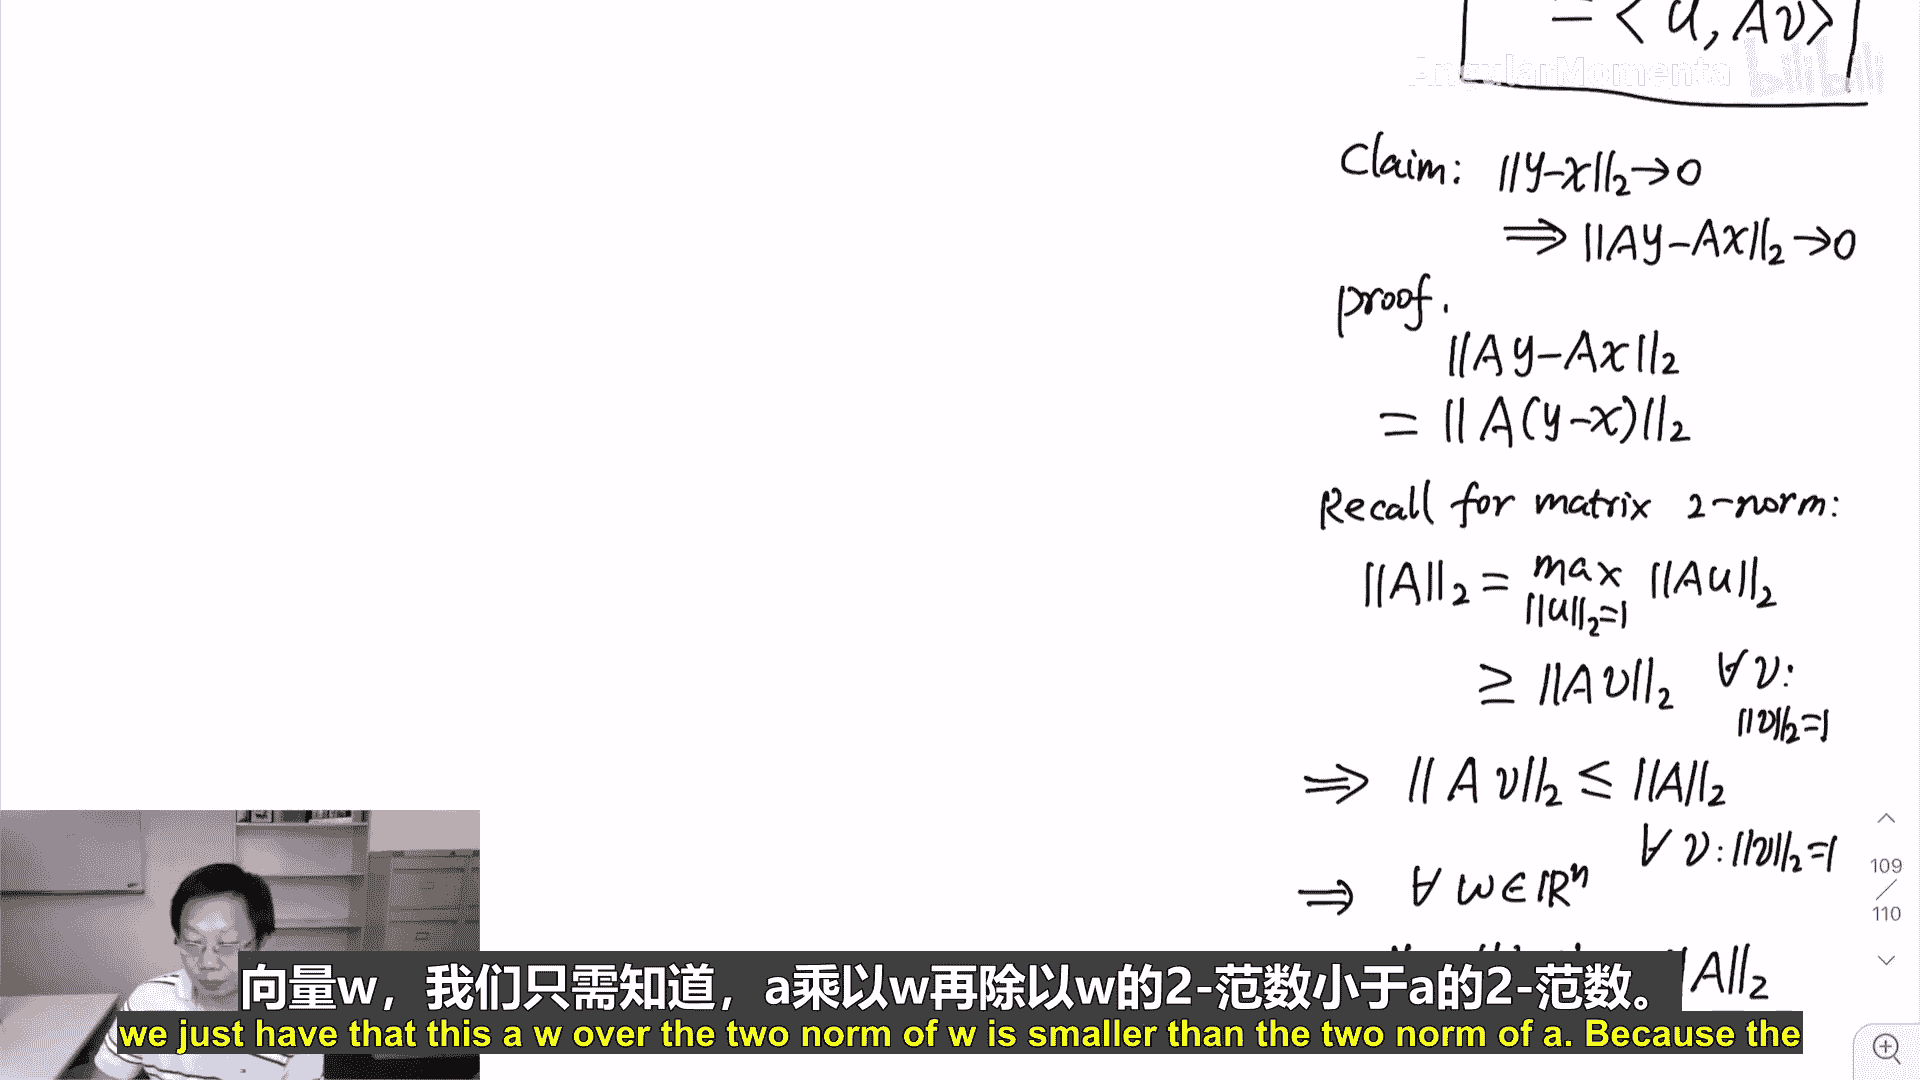 = < u, Av>
AngularMomenta bilibili
Claim: ||y-x||₂→0
⇒ ||Ay-Ax||₂→0
proof.
||Ay-Ax||₂
= ||A(y-x)||₂
Recall for matrix 2-norm:
||A||₂ = max ||Au||₂
||u||₂=1
≥ ||Av||₂ ∀ v:
||v||₂=1
⇒ ||Av||₂ ≤ ||A||₂
∀ v: ||v||₂=1
⇒ ∀ w∈ℝⁿ
A||₂
109
110
向量w，我们只需知道，a乘以w再除以w的2-范数小于a的2-范数。
we just have that this a w over the two norm of w is smaller than the two norm of a. Because the